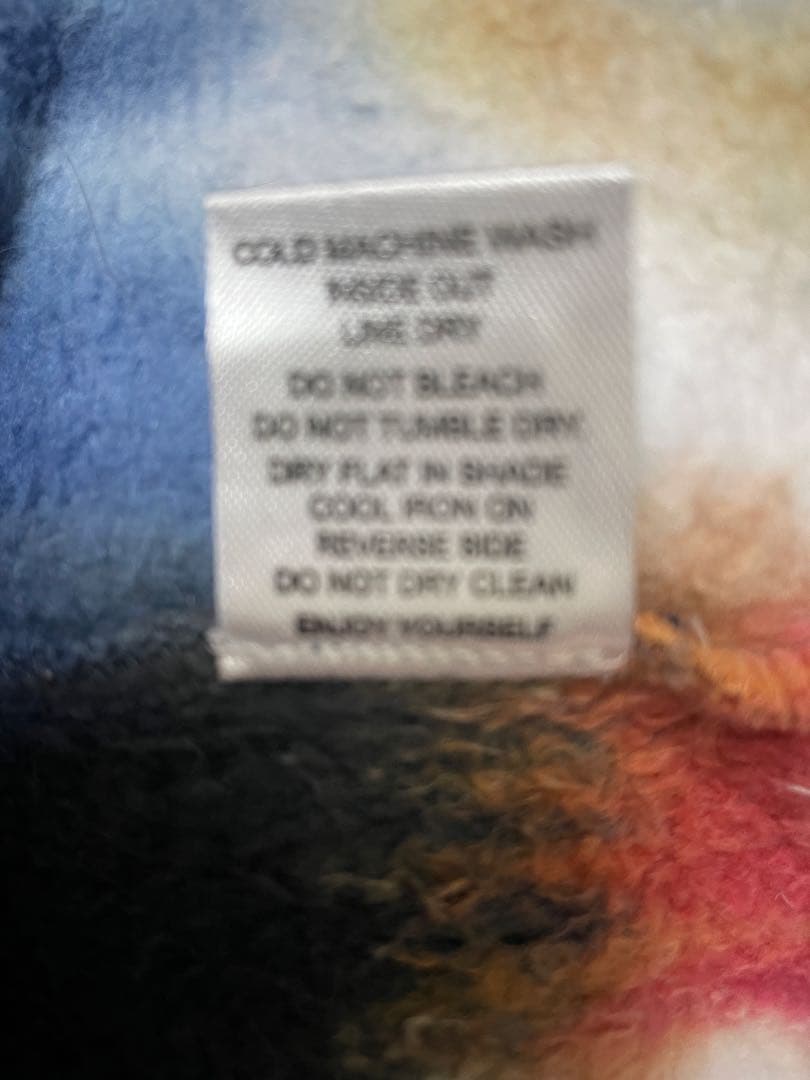 COLD MACHINE WASH
INSIDE OUT
LINE DRY
DO NOT BLEACH
DO NOT TUMBLE DRY
DRY FLAT IN SHADE
COOL IRON ON
REVERSE SIDE
DO NOT DRY CLEAN
ENJOY YOURSELF